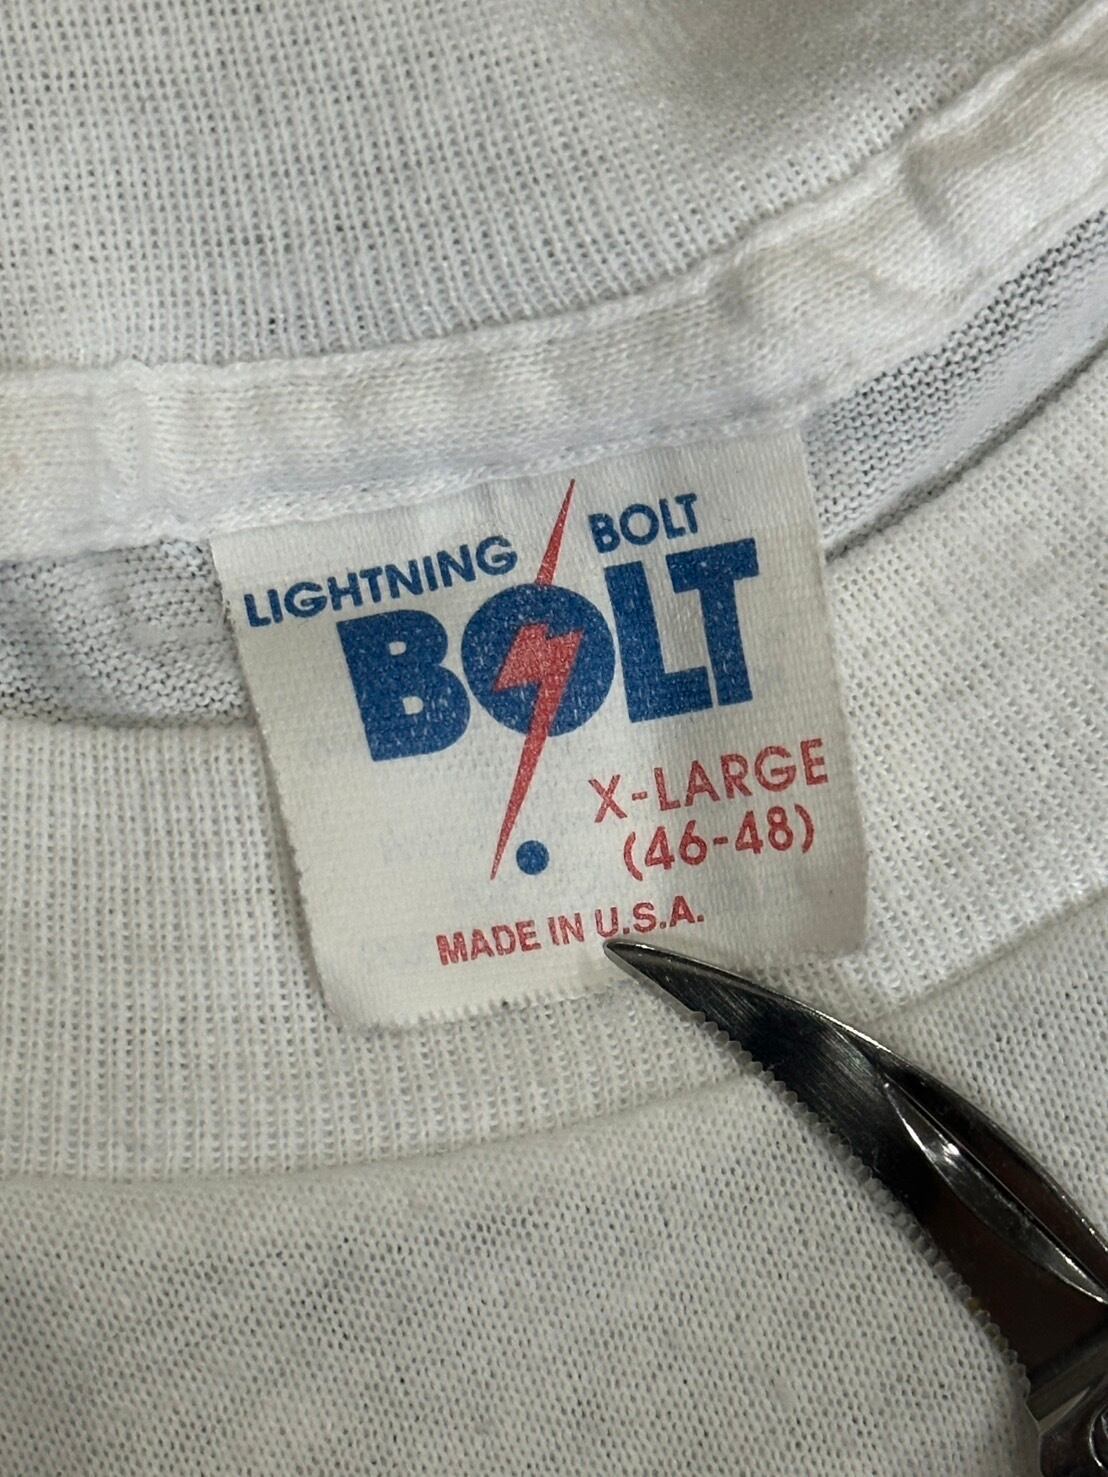 LIGHTNING BOLT
BOLT
X-LARGE
(46-48)
MADE IN U.S.A.